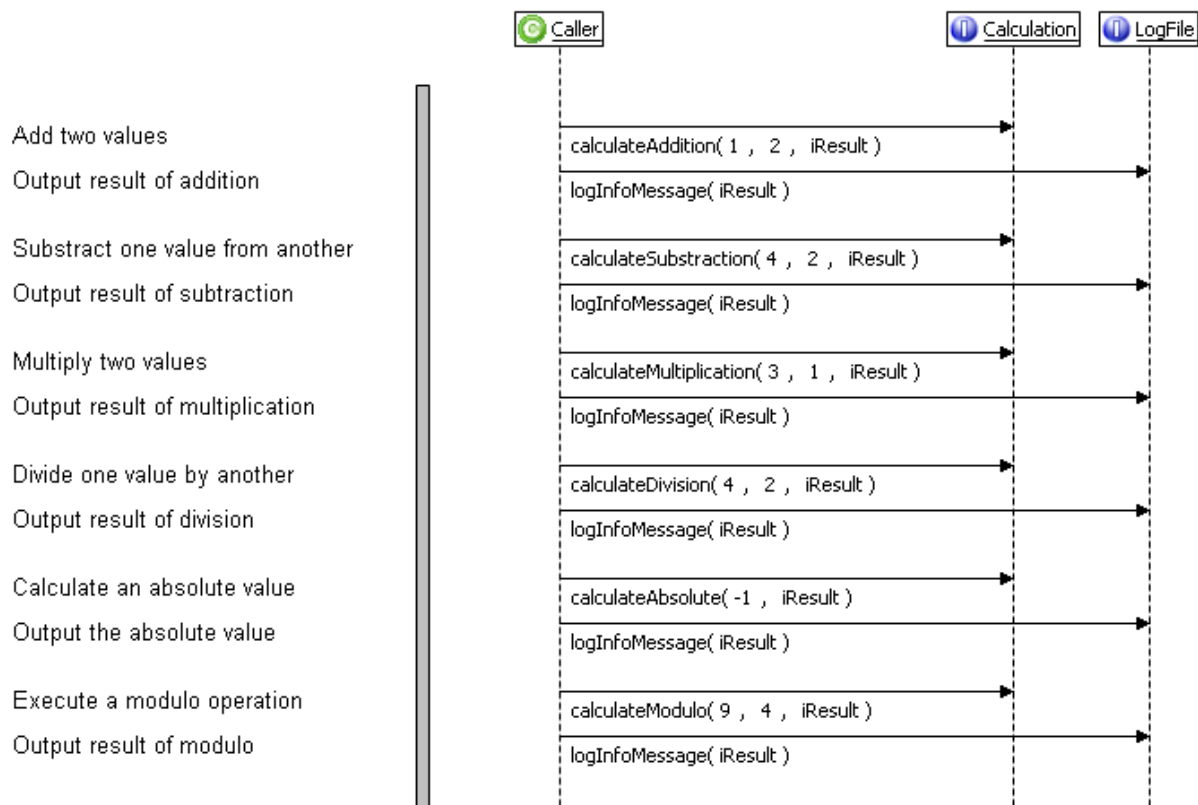 Caller
Calculation
LogFile
Add two values
calculateAddition( 1 , 2 , iResult )
Output result of addition
logInfoMessage( iResult )
Substract one value from another
calculateSubstraction( 4 , 2 , iResult )
Output result of subtraction
logInfoMessage( iResult )
Multiply two values
calculateMultiplication( 3 , 1 , iResult )
Output result of multiplication
logInfoMessage( iResult )
Divide one value by another
calculateDivision( 4 , 2 , iResult )
Output result of division
logInfoMessage( iResult )
Calculate an absolute value
calculateAbsolute( -1 , iResult )
Output the absolute value
logInfoMessage( iResult )
Execute a modulo operation
calculateModulo( 9 , 4 , iResult )
Output result of modulo
logInfoMessage( iResult )